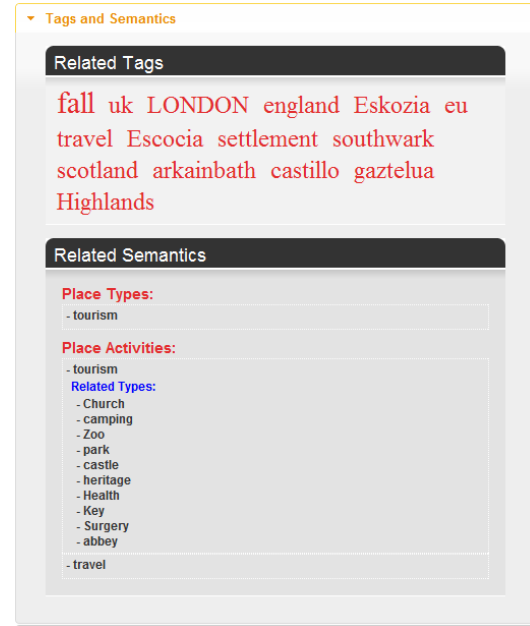 Tags and Semantics
Related Tags
fall uk LONDON england Eskozia eu
travel Escocia settlement southwark
scotland arkainbath castillo gaztelua
Highlands
Related Semantics
Place Types:
- tourism
Place Activities:
- tourism
Related Types:
- Church
- camping
- Zoo
- park
- castle
- heritage
- Health
- Key
- Surgery
- abbey
- travel